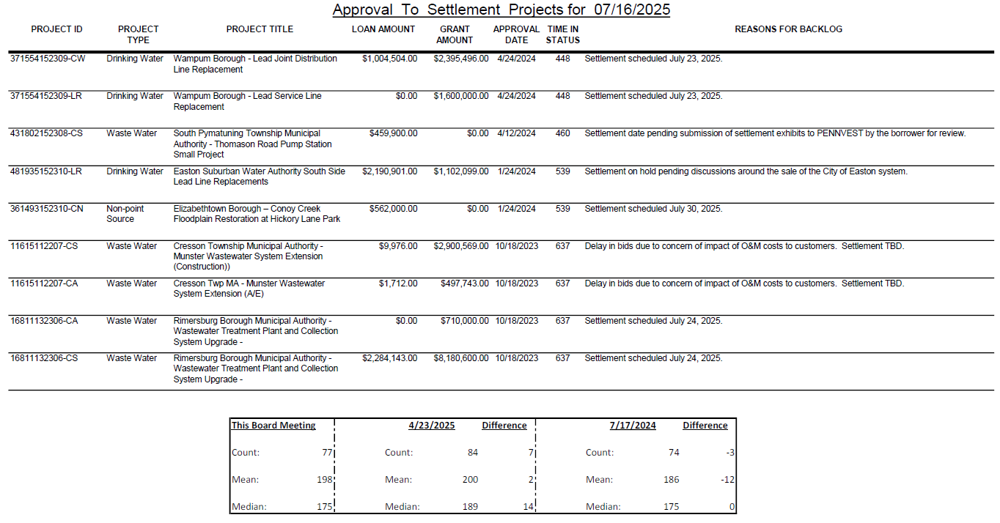 Approval To Settlement Projects for 07/16/2025
PROJECT ID PROJECT TYPE PROJECT TITLE LOAN AMOUNT GRANT AMOUNT APPROVAL DATE TIME IN STATUS REASONS FOR BACKLOG
371554152309-CW Drinking Water Wampum Borough - Lead Joint Distribution $1,004,504.00 $2,395,496.00 4/24/2024 448 Settlement scheduled July 23, 2025.
Line Replacement
371554152309-LR Drinking Water Wampum Borough - Lead Service Line $0.00 $1,600,000.00 4/24/2024 448 Settlement scheduled July 23, 2025.
Replacement
431802152308-CS Waste Water South Pymatuning Township Municipal $459,900.00 $0.00 4/12/2024 460 Settlement date pending submission of settlement exhibits to PENNVEST by the borrower for review.
Authority - Thomason Road Pump Station
Small Project
481935152310-LR Drinking Water Easton Suburban Water Authority South Side $2,190,901.00 $1,102,099.00 1/24/2024 539 Settlement on hold pending discussions around the sale of the City of Easton system.
Lead Line Replacements
361493152310-CN Non-point Elizabethtown Borough – Conoy Creek $562,000.00 $0.00 1/24/2024 539 Settlement scheduled July 30, 2025.
Source Floodplain Restoration at Hickory Lane Park
11615112207-CS Waste Water Cresson Township Municipal Authority - $9,976.00 $2,900,569.00 10/18/2023 637 Delay in bids due to concern of impact of O&M costs to customers. Settlement TBD.
Munster Wastewater System Extension
(Construction))
11615112207-CA Waste Water Cresson Twp MA - Munster Wastewater $1,712.00 $497,743.00 10/18/2023 637 Delay in bids due to concern of impact of O&M costs to customers. Settlement TBD.
System Extension (A/E)
16811132306-CA Waste Water Rimersburg Borough Municipal Authority - $0.00 $710,000.00 10/18/2023 637 Settlement scheduled July 24, 2025.
Wastewater Treatment Plant and Collection
System Upgrade -
16811132306-CS Waste Water Rimersburg Borough Municipal Authority - $2,284,143.00 $8,180,600.00 10/18/2023 637 Settlement scheduled July 24, 2025.
Wastewater Treatment Plant and Collection
System Upgrade -
This Board Meeting 4/23/2025 Difference 7/17/2024 Difference
Count: 77 Count: 84 7 Count: 74 -3
Mean: 198 Mean: 200 2 Mean: 186 -12
Median: 175 Median: 189 14 Median: 175 0